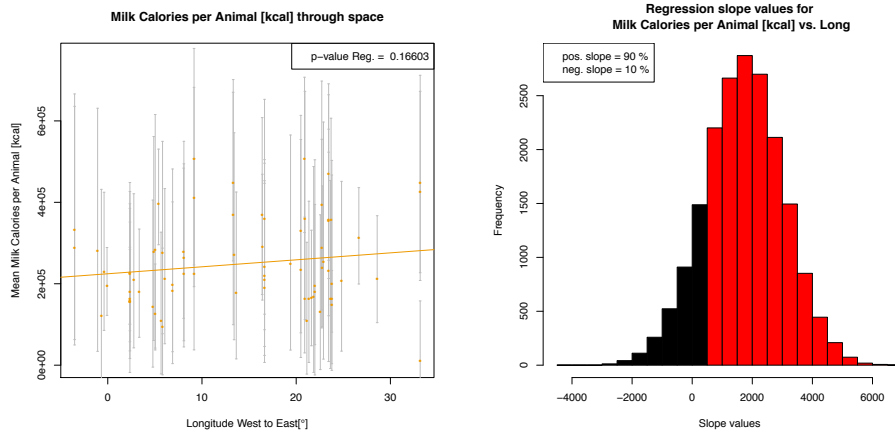 Milk Calories per Animal [kcal] through space
p-value Reg. = 0.16603
Mean Milk Calories per Animal [kcal]
6e+05
4e+05
2e+05
0e+00
0 10 20 30
Longitude West to East[°]
Regression slope values for
Milk Calories per Animal [kcal] vs. Long
pos. slope = 90 %
neg. slope = 10 %
Frequency
2500
2000
1500
1000
500
0
-4000 -2000 0 2000 4000 6000
Slope values